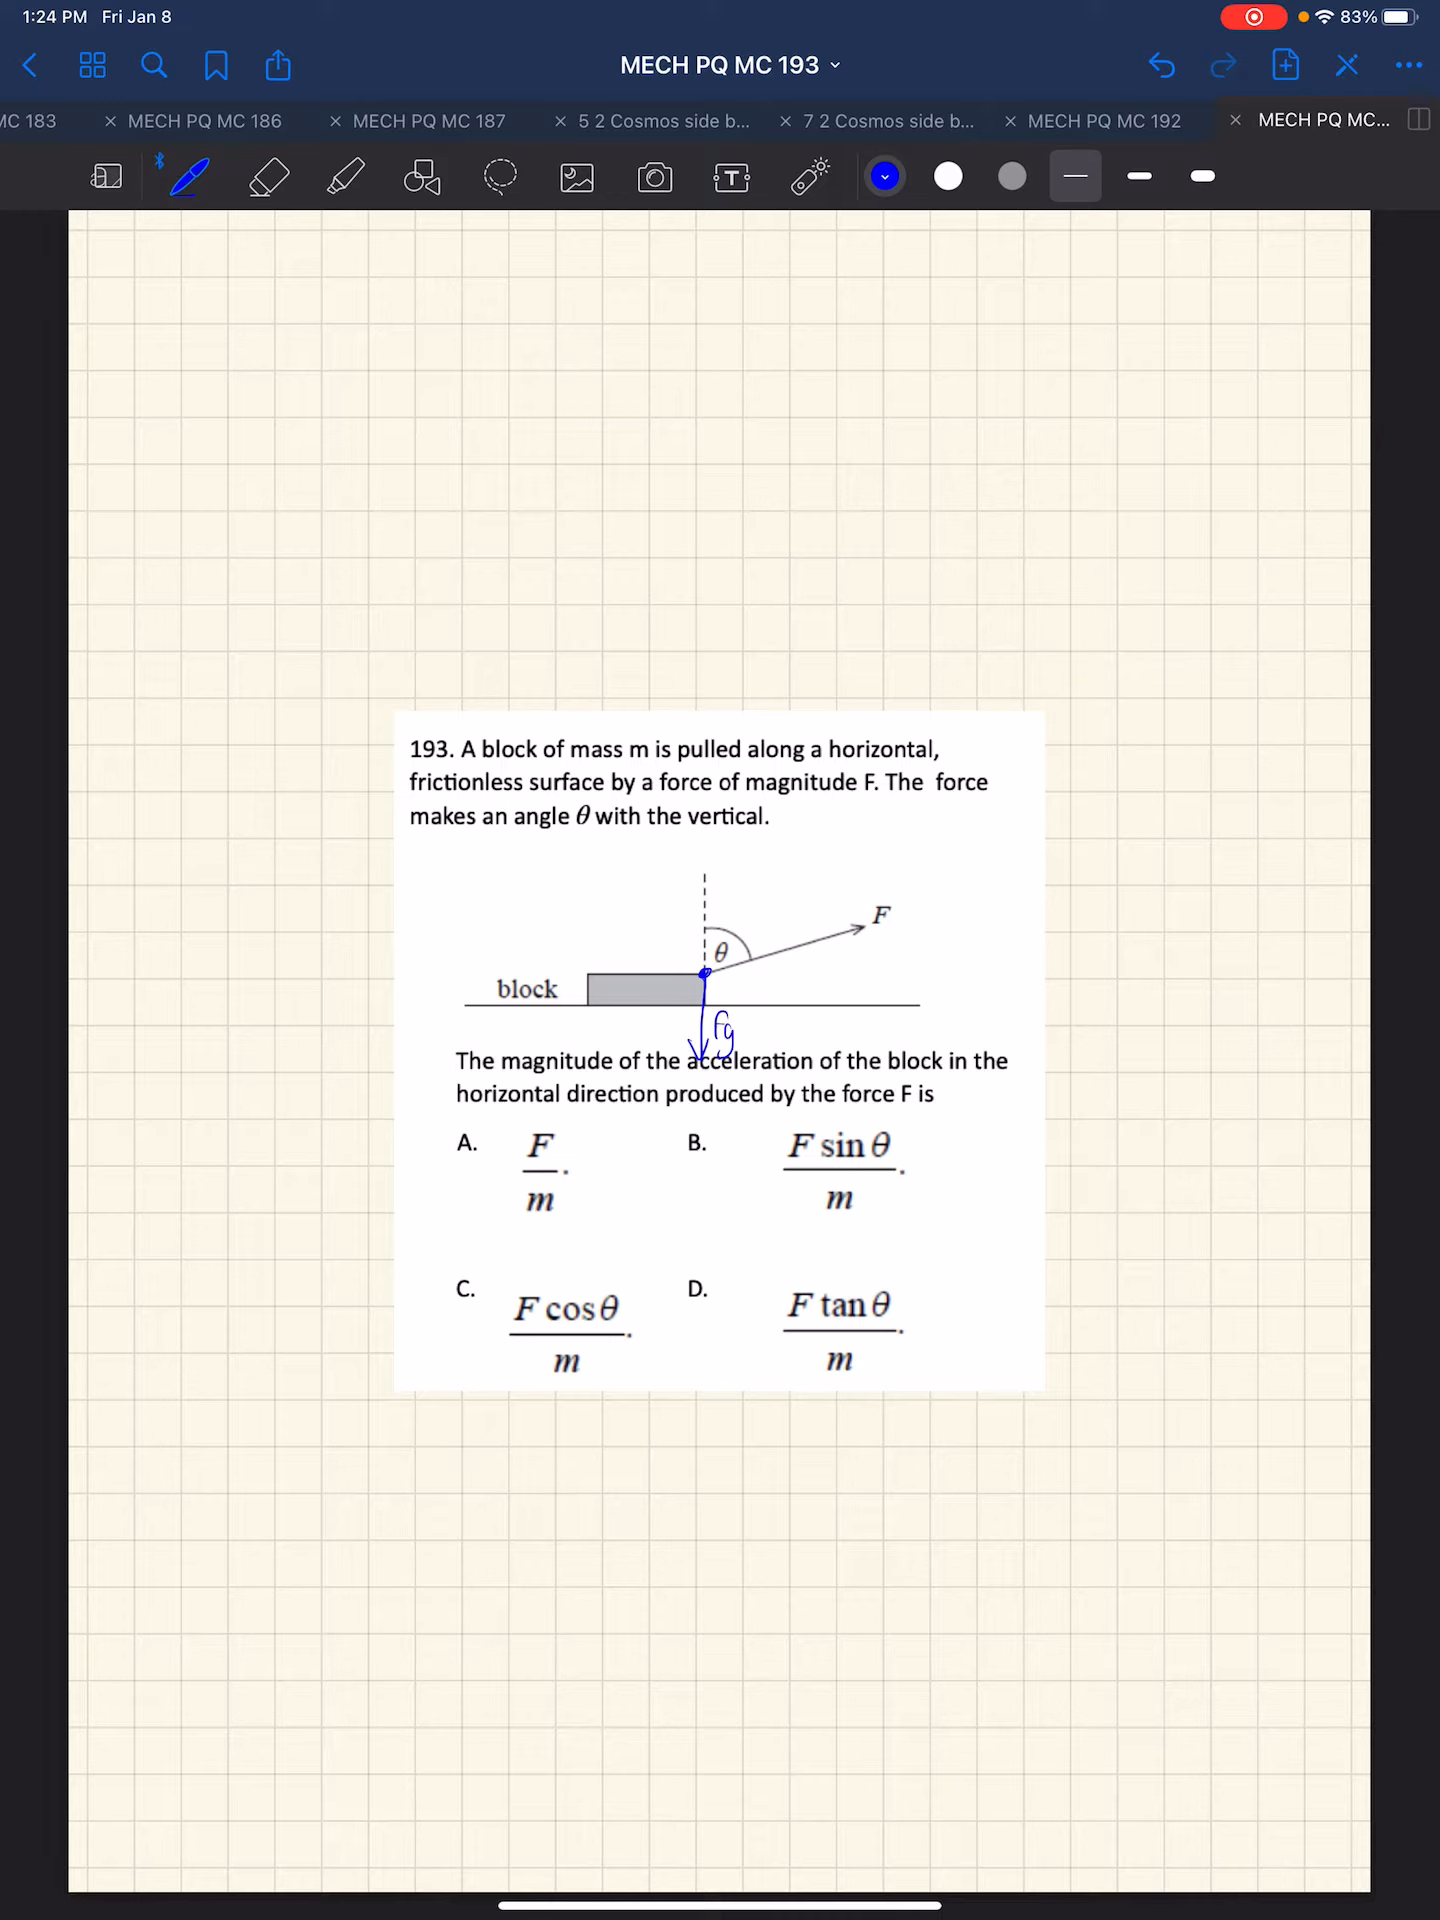 1:24 PM Fri Jan 8
83%
MECH PQ MC 193
MC 183
MECH PQ MC 186
MECH PQ MC 187
5 2 Cosmos side b...
7 2 Cosmos side b...
MECH PQ MC 192
MECH PQ MC...
193. A block of mass m is pulled along a horizontal,
frictionless surface by a force of magnitude F. The force
makes an angle θ with the vertical.
F
θ
block
Fg
The magnitude of the acceleration of the block in the
horizontal direction produced by the force F is
A. F
m .
B. F sin θ
m .
C. F cos θ
m .
D. F tan θ
m .